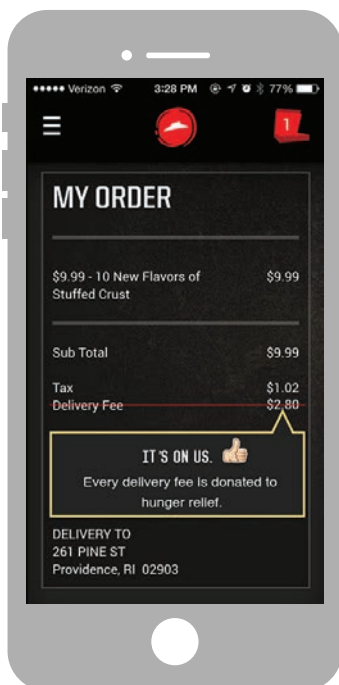 Verizon 3:28 PM 77%
1
MY ORDER
$9.99 - 10 New Flavors of $9.99
Stuffed Crust
Sub Total $9.99
Tax $1.02
Delivery Fee $2.80
IT'S ON US.
Every delivery fee is donated to
hunger relief.
DELIVERY TO
261 PINE ST
Providence, RI 02903